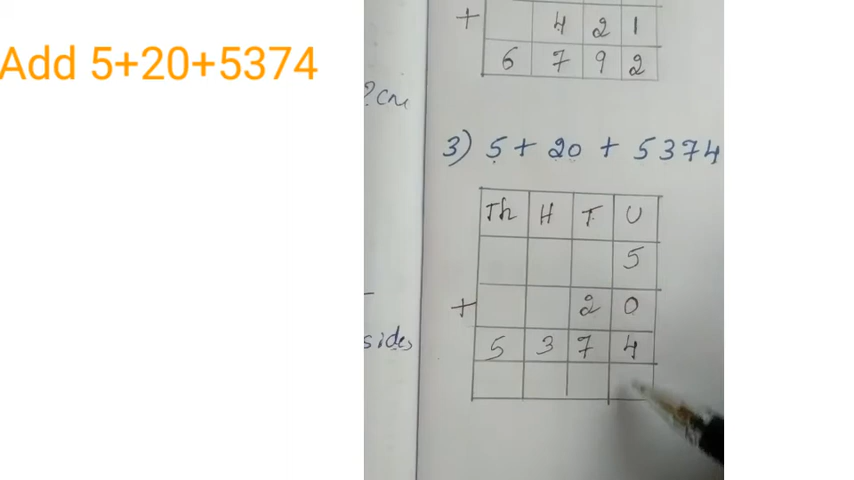 Add 5+20+5374
+ 4 2 1
6 7 9 2
?cm
3) 5 + 20 + 5374
Th H T U
5
+ 2 0
sides
5 3 7 4